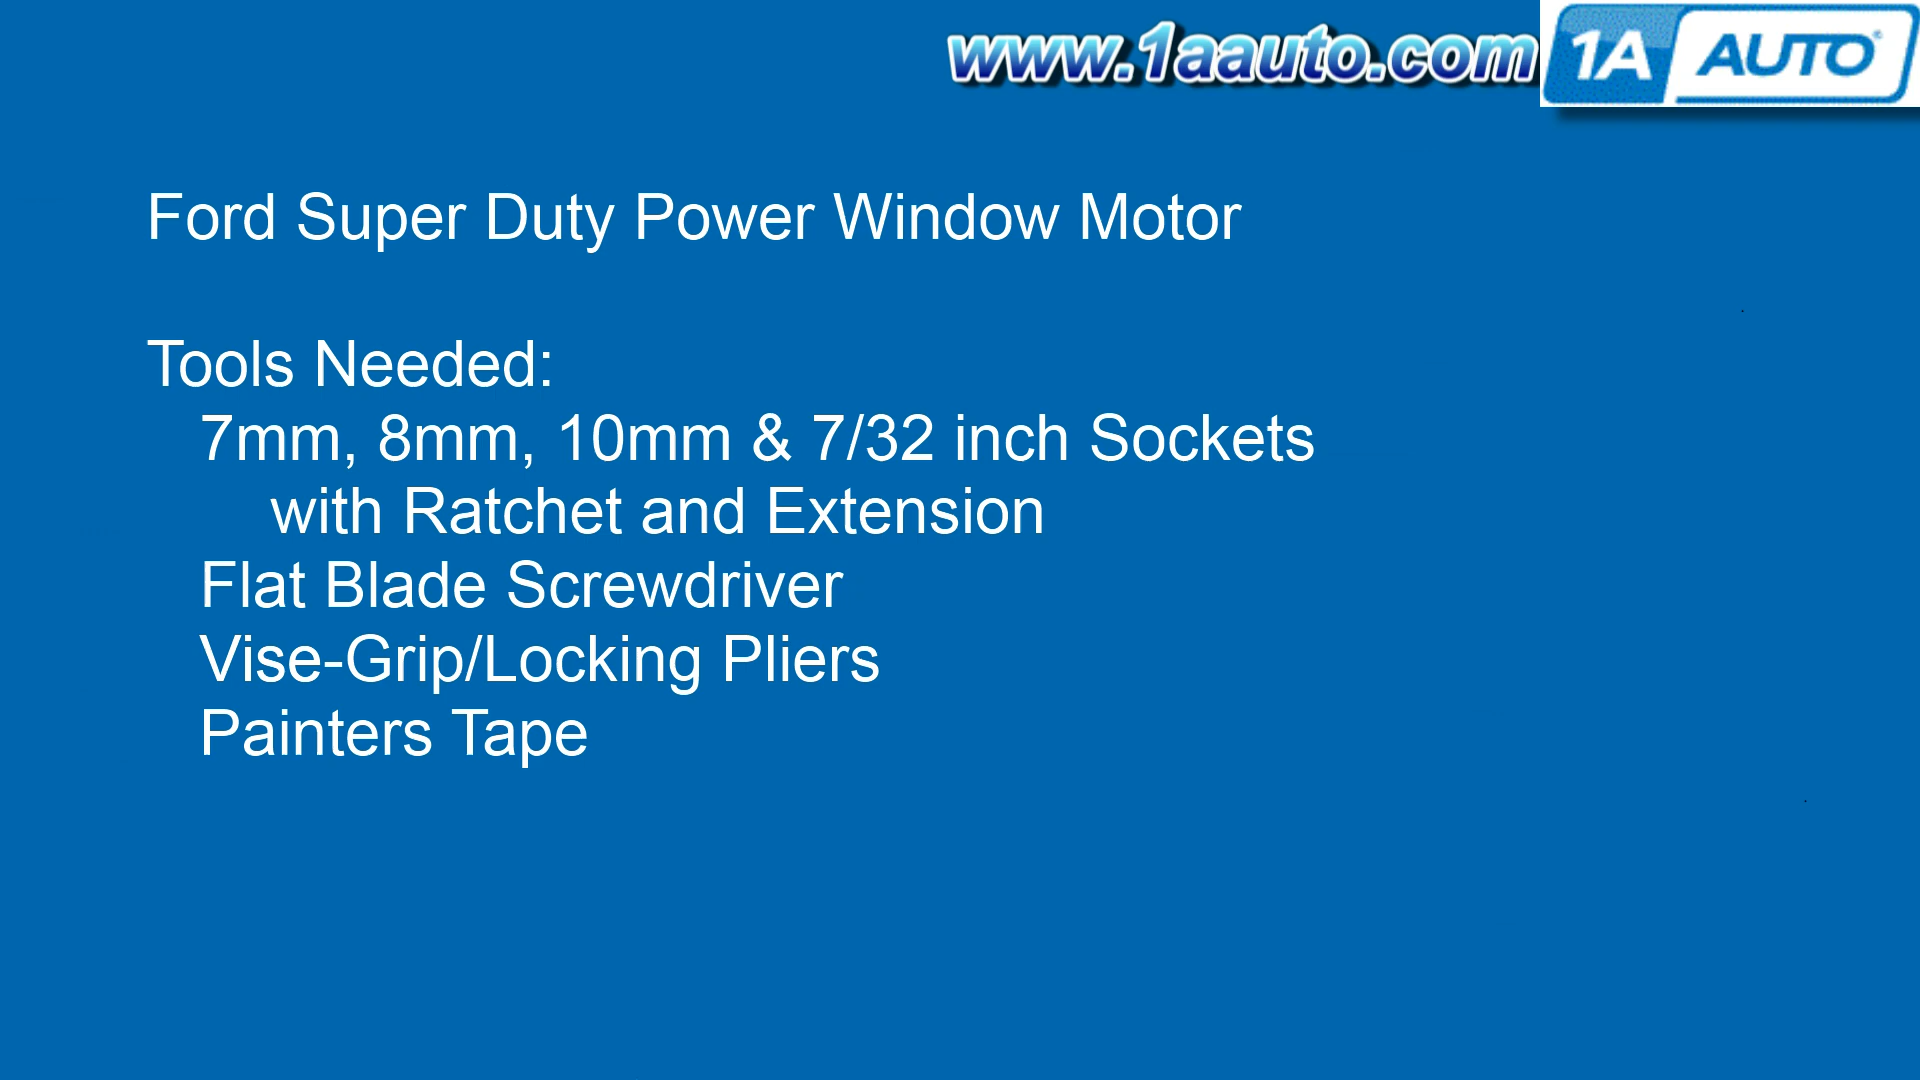 www.1aauto.com 1A AUTO®
Ford Super Duty Power Window Motor
Tools Needed:
7mm, 8mm, 10mm & 7/32 inch Sockets
with Ratchet and Extension
Flat Blade Screwdriver
Vise-Grip/Locking Pliers
Painters Tape